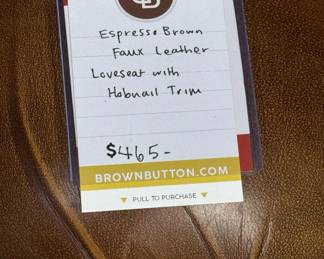 Espresso Brown
Faux Leather
Loveseat with
Hobnail Trim
$465-
BROWNBUTTON.COM
PULL TO PURCHASE